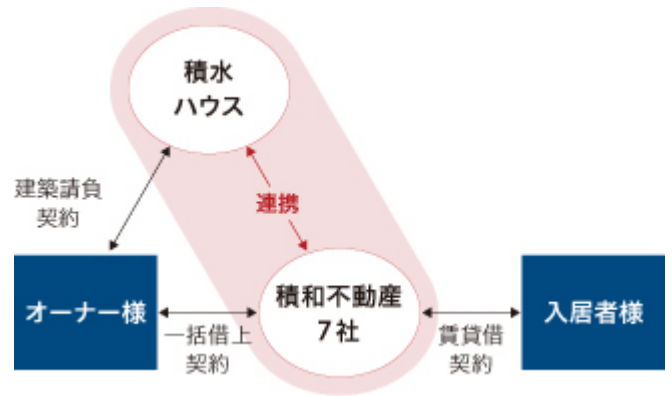 積水
ハウス
建築請負
契約
連携
オーナー様
一括借上
契約
積和不動産
7社
賃貸借
契約
入居者様